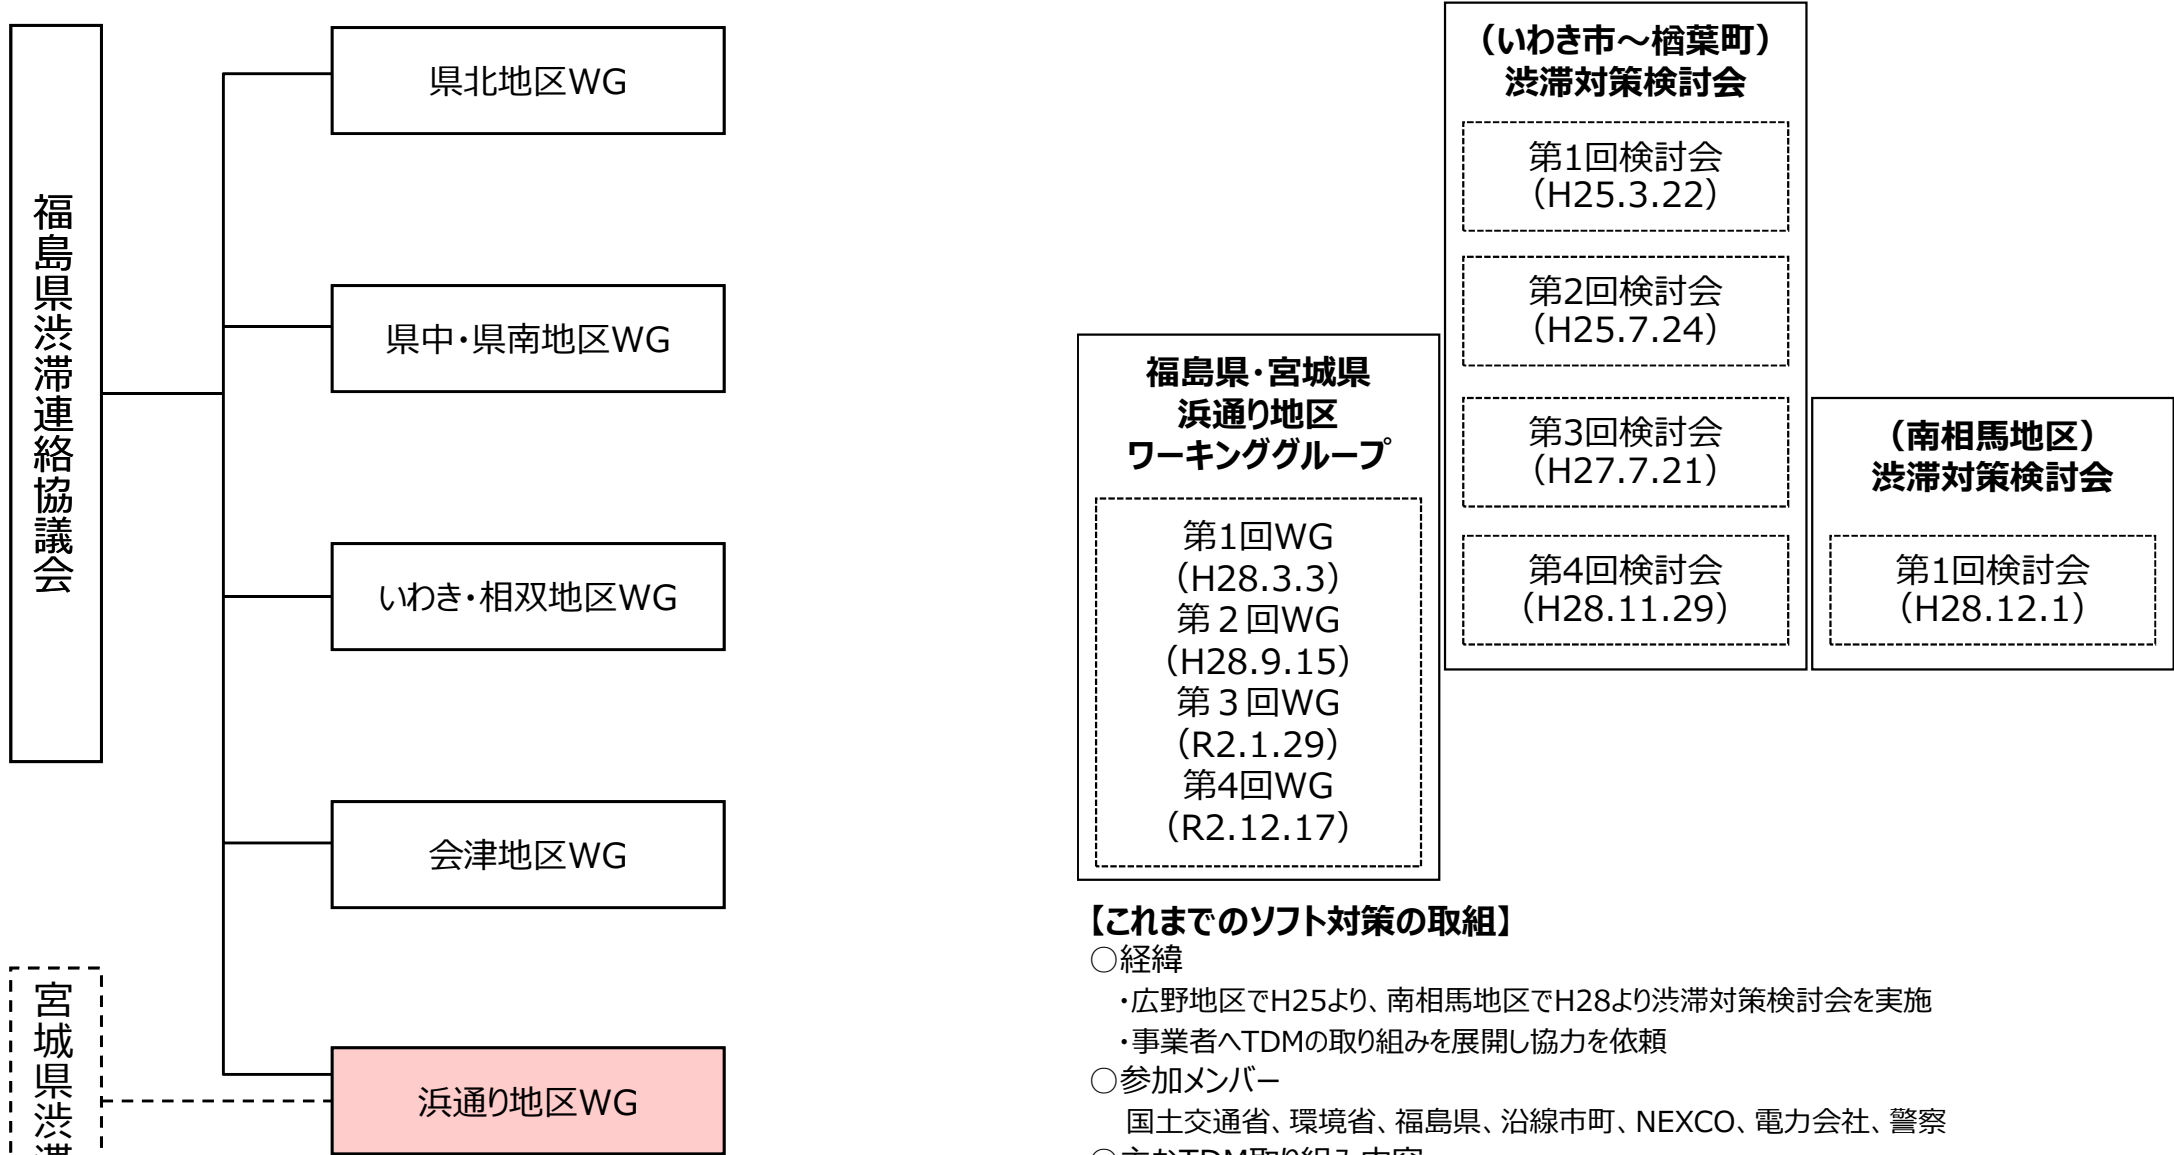 福島県渋滞連絡協議会
県北地区WG
県中・県南地区WG
いわき・相双地区WG
会津地区WG
浜通り地区WG
宮城県渋滞
福島県・宮城県
浜通り地区
ワーキンググループ
第1回WG
（H28.3.3）
第２回WG
（H28.9.15）
第３回WG
（R2.1.29）
第4回WG
（R2.12.17）
（いわき市～楢葉町）
渋滞対策検討会
第1回検討会
（H25.3.22）
第2回検討会
（H25.7.24）
第3回検討会
（H27.7.21）
第4回検討会
（H28.11.29）
（南相馬地区）
渋滞対策検討会
第1回検討会
（H28.12.1）
【これまでのソフト対策の取組】
○経緯
・広野地区でH25より、南相馬地区でH28より渋滞対策検討会を実施
・事業者へTDMの取り組みを展開し協力を依頼
○参加メンバー
国土交通省、環境省、福島県、沿線市町、NEXCO、電力会社、警察
○主なTDM取り組み内容